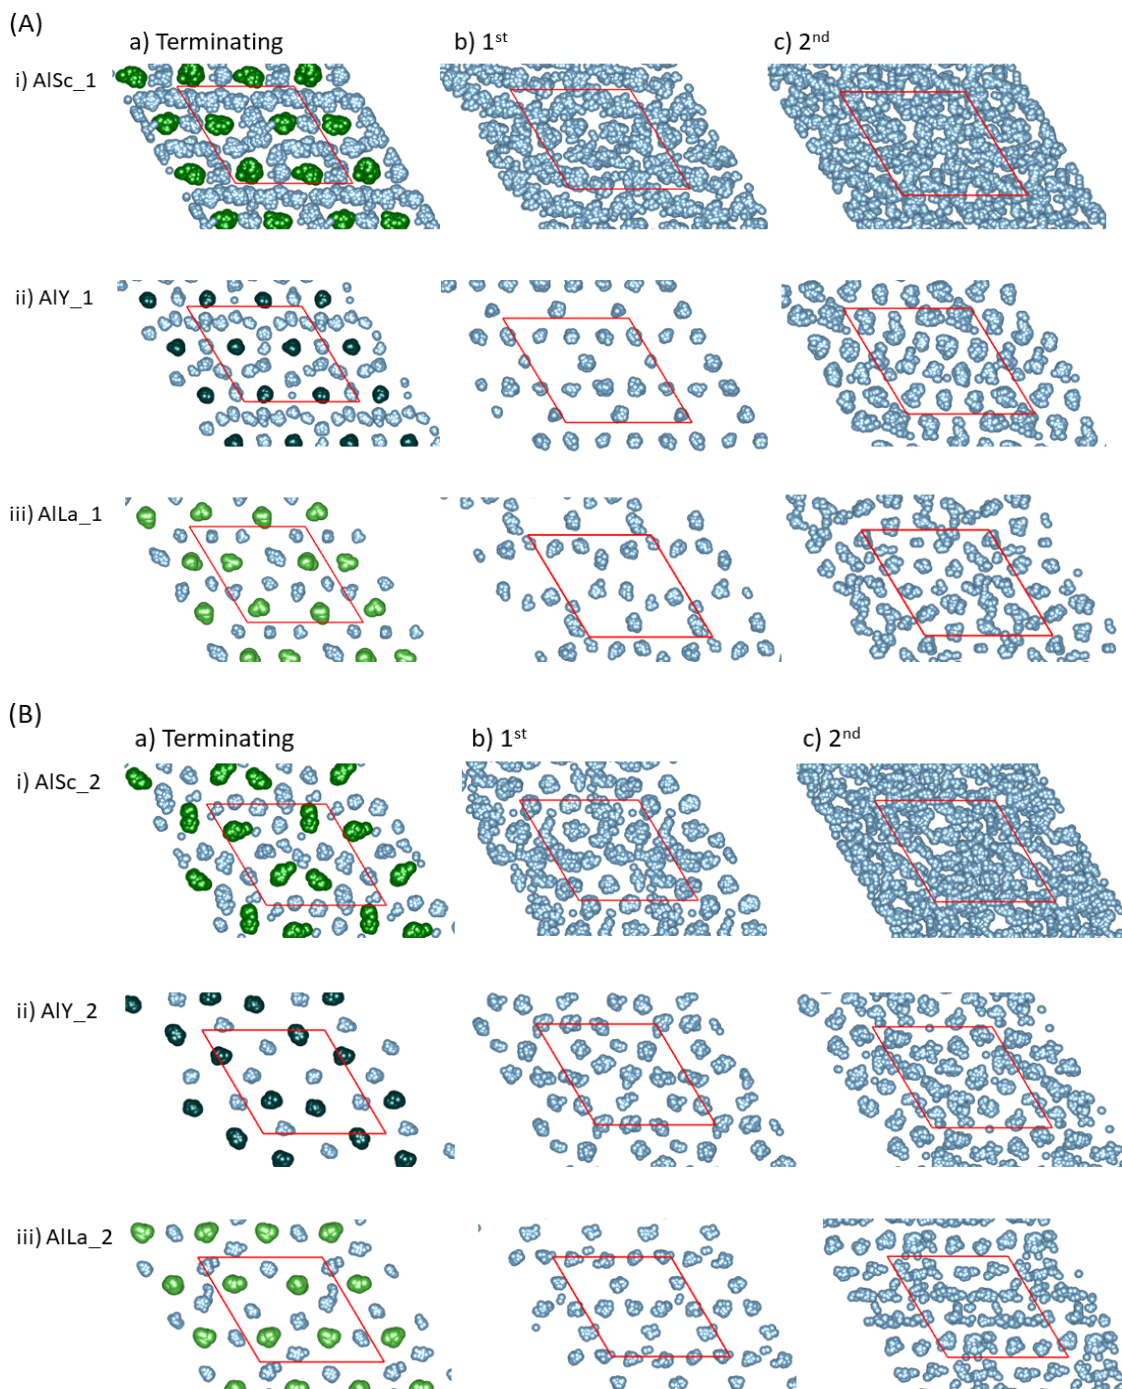 (A)
a) Terminating b) 1st c) 2nd
i) AlSc_1
ii) AlY_1
iii) AlLa_1
(B)
a) Terminating b) 1st c) 2nd
i) AlSc_2
ii) AlY_2
iii) AlLa_2